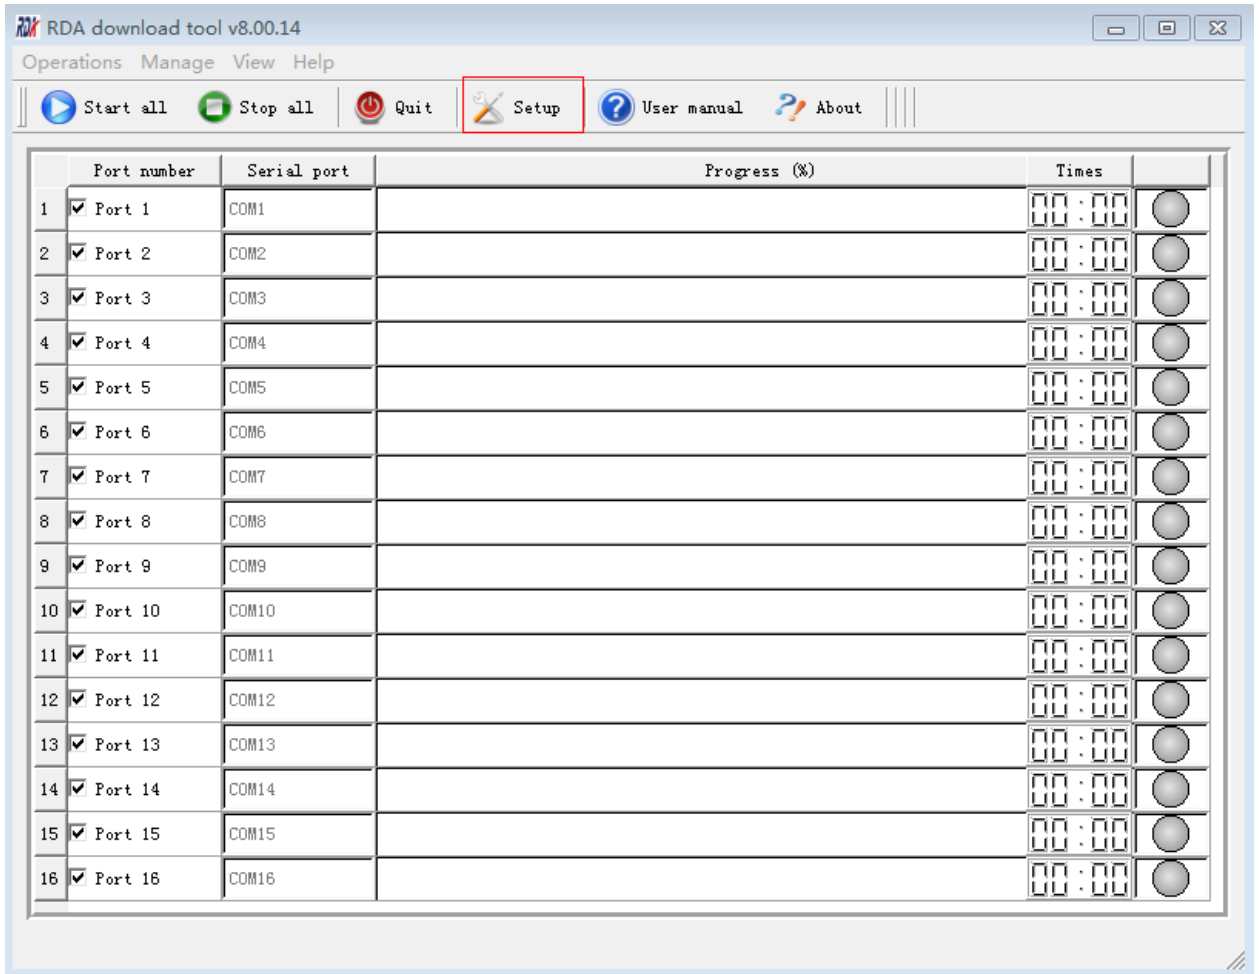 RDA RDA download tool v8.00.14
Operations Manage View Help
Start all Stop all Quit Setup User manual About
Port number Serial port Progress (%) Times
1 Port 1 COM1 00:00
2 Port 2 COM2 00:00
3 Port 3 COM3 00:00
4 Port 4 COM4 00:00
5 Port 5 COM5 00:00
6 Port 6 COM6 00:00
7 Port 7 COM7 00:00
8 Port 8 COM8 00:00
9 Port 9 COM9 00:00
10 Port 10 COM10 00:00
11 Port 11 COM11 00:00
12 Port 12 COM12 00:00
13 Port 13 COM13 00:00
14 Port 14 COM14 00:00
15 Port 15 COM15 00:00
16 Port 16 COM16 00:00